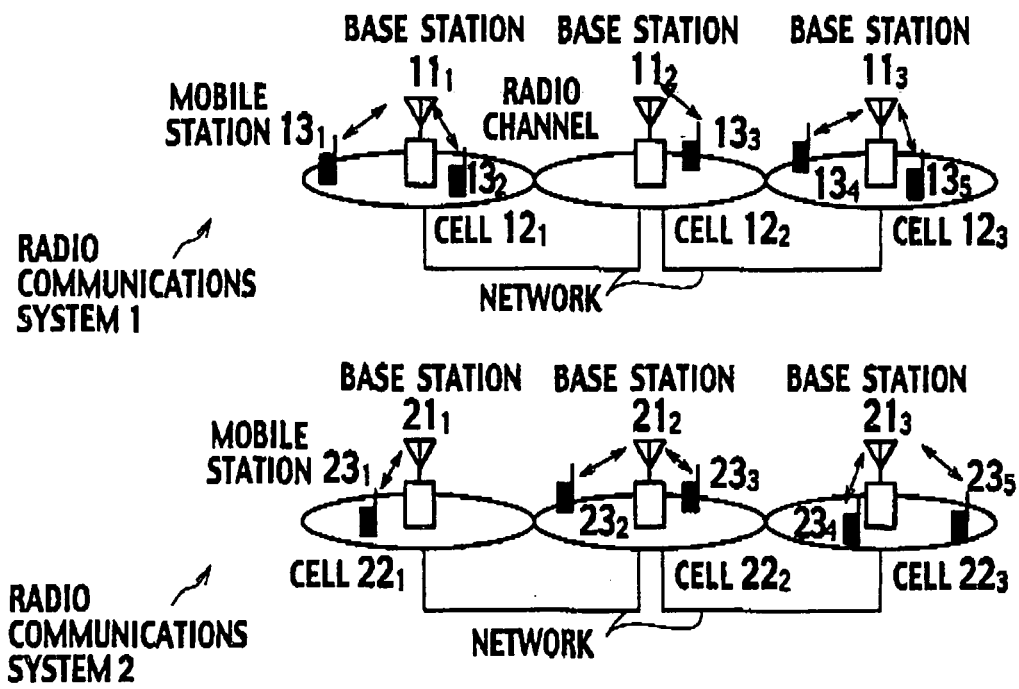 BASE STATION
11₁
BASE STATION
11₂
BASE STATION
11₃
MOBILE
STATION 13₁
RADIO
CHANNEL
13₂
13₃
13₄
13₅
CELL 12₁
CELL 12₂
CELL 12₃
RADIO
COMMUNICATIONS
SYSTEM 1
NETWORK
BASE STATION
21₁
BASE STATION
21₂
BASE STATION
21₃
MOBILE
STATION 23₁
23₂
23₃
23₄
23₅
CELL 22₁
CELL 22₂
CELL 22₃
RADIO
COMMUNICATIONS
SYSTEM 2
NETWORK